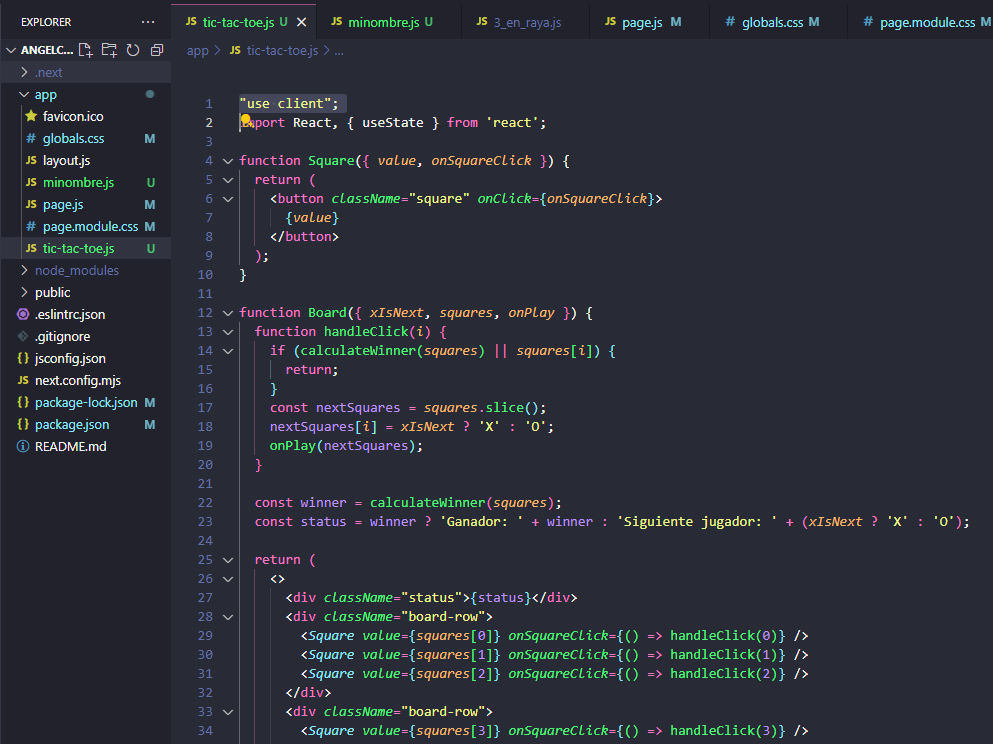 EXPLORER
ANGELC...
.next
app
favicon.ico
# globals.css M
JS layout.js
JS minombre.js U
JS page.js M
# page.module.css M
JS tic-tac-toe.js U
node_modules
public
.eslintrc.json
.gitignore
{} jsconfig.json
JS next.config.mjs
{} package-lock.json M
{} package.json M
README.md
JS tic-tac-toe.js U
JS minombre.js U
JS 3_en_raya.js
JS page.js M
# globals.css M
# page.module.css M
app > JS tic-tac-toe.js > ...
1 "use client";
2 import React, { useState } from 'react';
3
4 function Square({ value, onSquareClick }) {
5 return (
6 <button className="square" onClick={onSquareClick}>
7 {value}
8 </button>
9 );
10 }
11
12 function Board({ xIsNext, squares, onPlay }) {
13 function handleClick(i) {
14 if (calculateWinner(squares) || squares[i]) {
15 return;
16 }
17 const nextSquares = squares.slice();
18 nextSquares[i] = xIsNext ? 'X' : 'O';
19 onPlay(nextSquares);
20 }
21
22 const winner = calculateWinner(squares);
23 const status = winner ? 'Ganador: ' + winner : 'Siguiente jugador: ' + (xIsNext ? 'X' : 'O');
24
25 return (
26 <>
27 <div className="status">{status}</div>
28 <div className="board-row">
29 <Square value={squares[0]} onSquareClick={() => handleClick(0)} />
30 <Square value={squares[1]} onSquareClick={() => handleClick(1)} />
31 <Square value={squares[2]} onSquareClick={() => handleClick(2)} />
32 </div>
33 <div className="board-row">
34 <Square value={squares[3]} onSquareClick={() => handleClick(3)} />